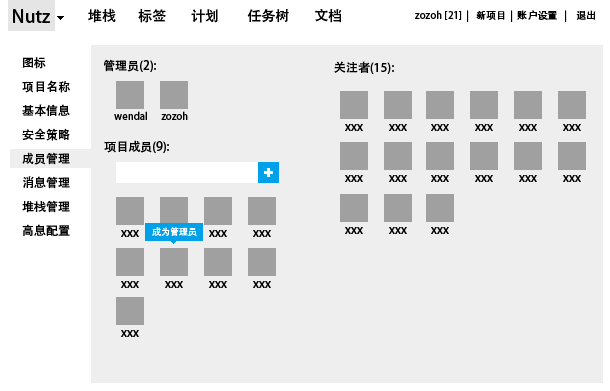 Nutz 堆栈 标签 计划 任务树 文档 zozoh [21] | 新项目 | 账户设置 | 退出
图标
项目名称
基本信息
安全策略
成员管理
消息管理
堆栈管理
高息配置
管理员(2):
wendal zozoh
项目成员(9):
+
xxx xxx xxx
成为管理员
xxx xxx xxx xxx
xxx
关注者(15):
xxx xxx xxx xxx xxx xxx
xxx xxx xxx xxx xxx xxx
xxx xxx xxx